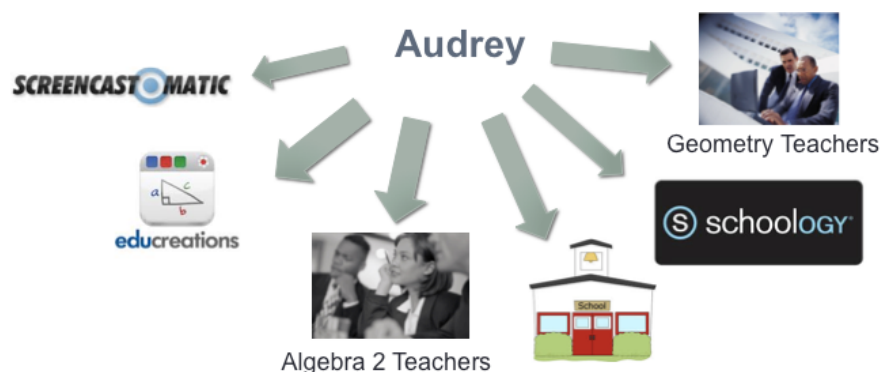 Audrey
SCREENCAST O MATIC
Geometry Teachers
a
c
b
educreations
S schoology
School
Algebra 2 Teachers